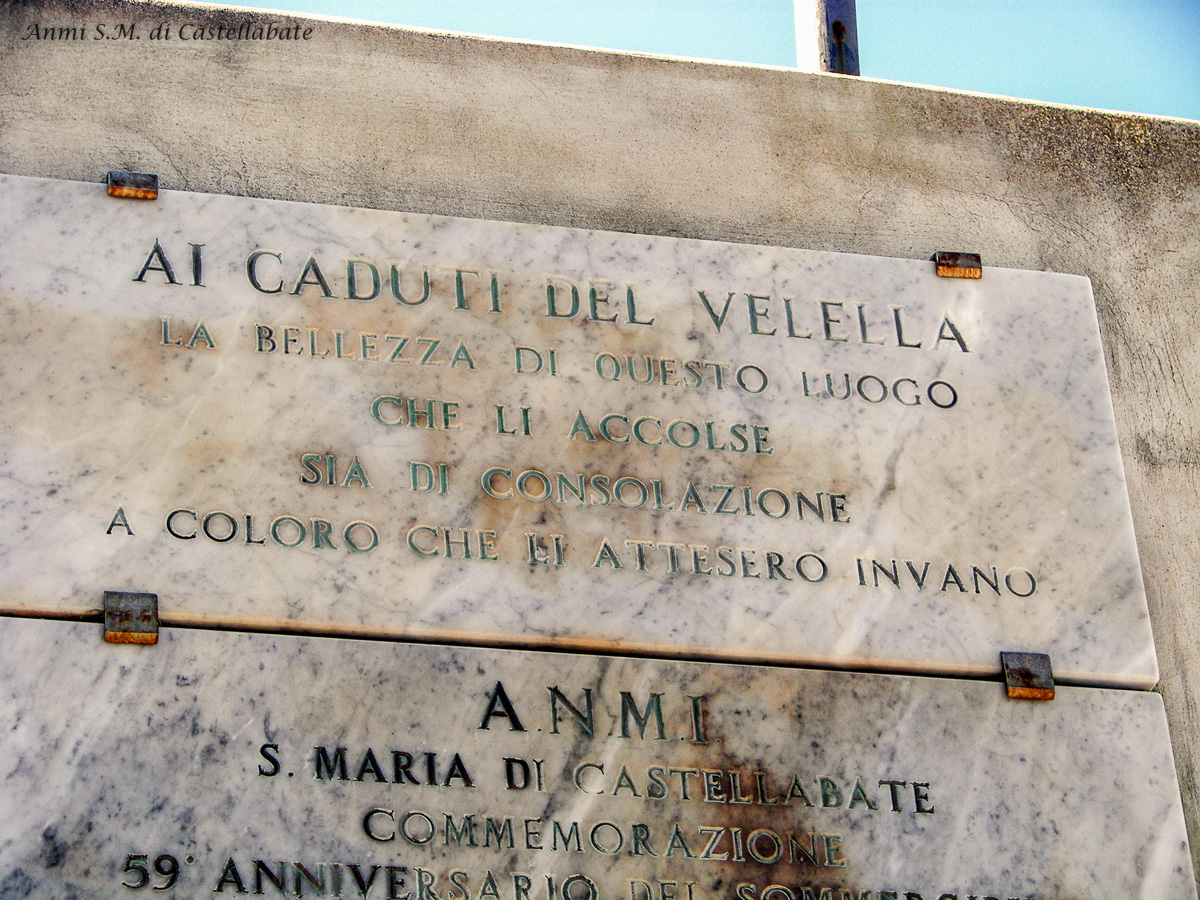 Anmi S.M. di Castellabate
AI CADUTI DEL VELELLA
LA BELLEZZA DI QUESTO LUOGO
CHE LI ACCOLSE
SIA DI CONSOLAZIONE
A COLORO CHE LI ATTESERO INVANO
A.N.M.I.
S. MARIA DI CASTELLABATE
COMMEMORAZIONE
59° ANNIVERSARIO DEL